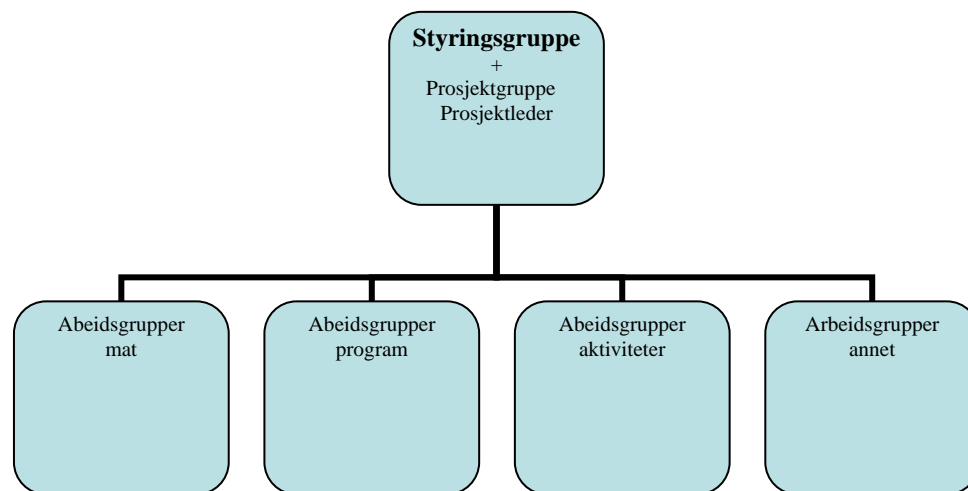 Styringsgruppe
+
Prosjektgruppe
Prosjektleder
Abeidsgrupper
mat
Abeidsgrupper
program
Abeidsgrupper
aktiviteter
Arbeidsgrupper
annet